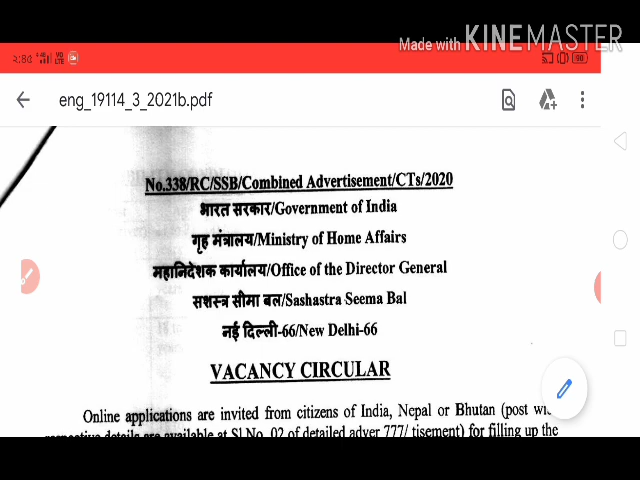 Made with KINEMASTER
eng_19114_3_2021b.pdf
No.338/RC/SSB/Combined Advertisement/CTs/2020
भारत सरकार/Government of India
गृह मंत्रालय/Ministry of Home Affairs
महानिदेशक कार्यालय/Office of the Director General
सशस्त्र सीमा बल/Sashastra Seema Bal
नई दिल्ली-66/New Delhi-66
VACANCY CIRCULAR
Online applications are invited from citizens of India, Nepal or Bhutan (post
respective details are available at Sl.No. 02 of detailed adver 777/ tisement) for filling up the